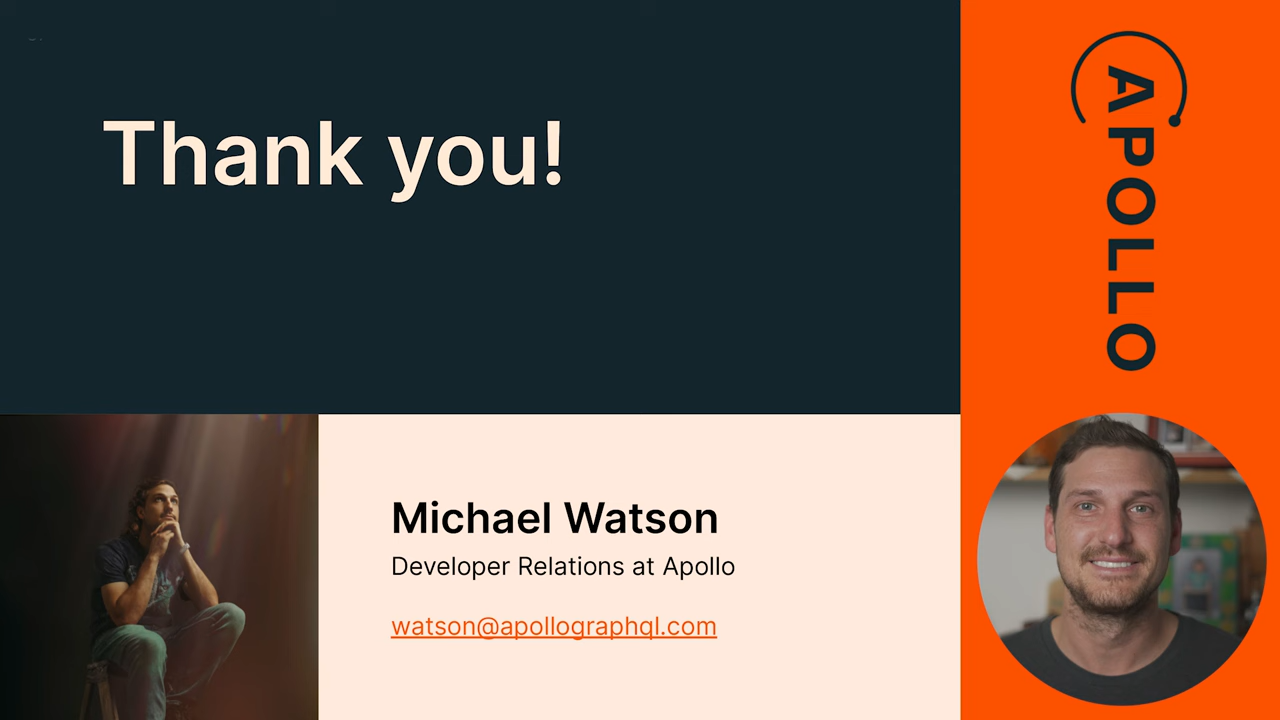 Thank you!
APOLLO
Michael Watson
Developer Relations at Apollo
watson@apollographql.com